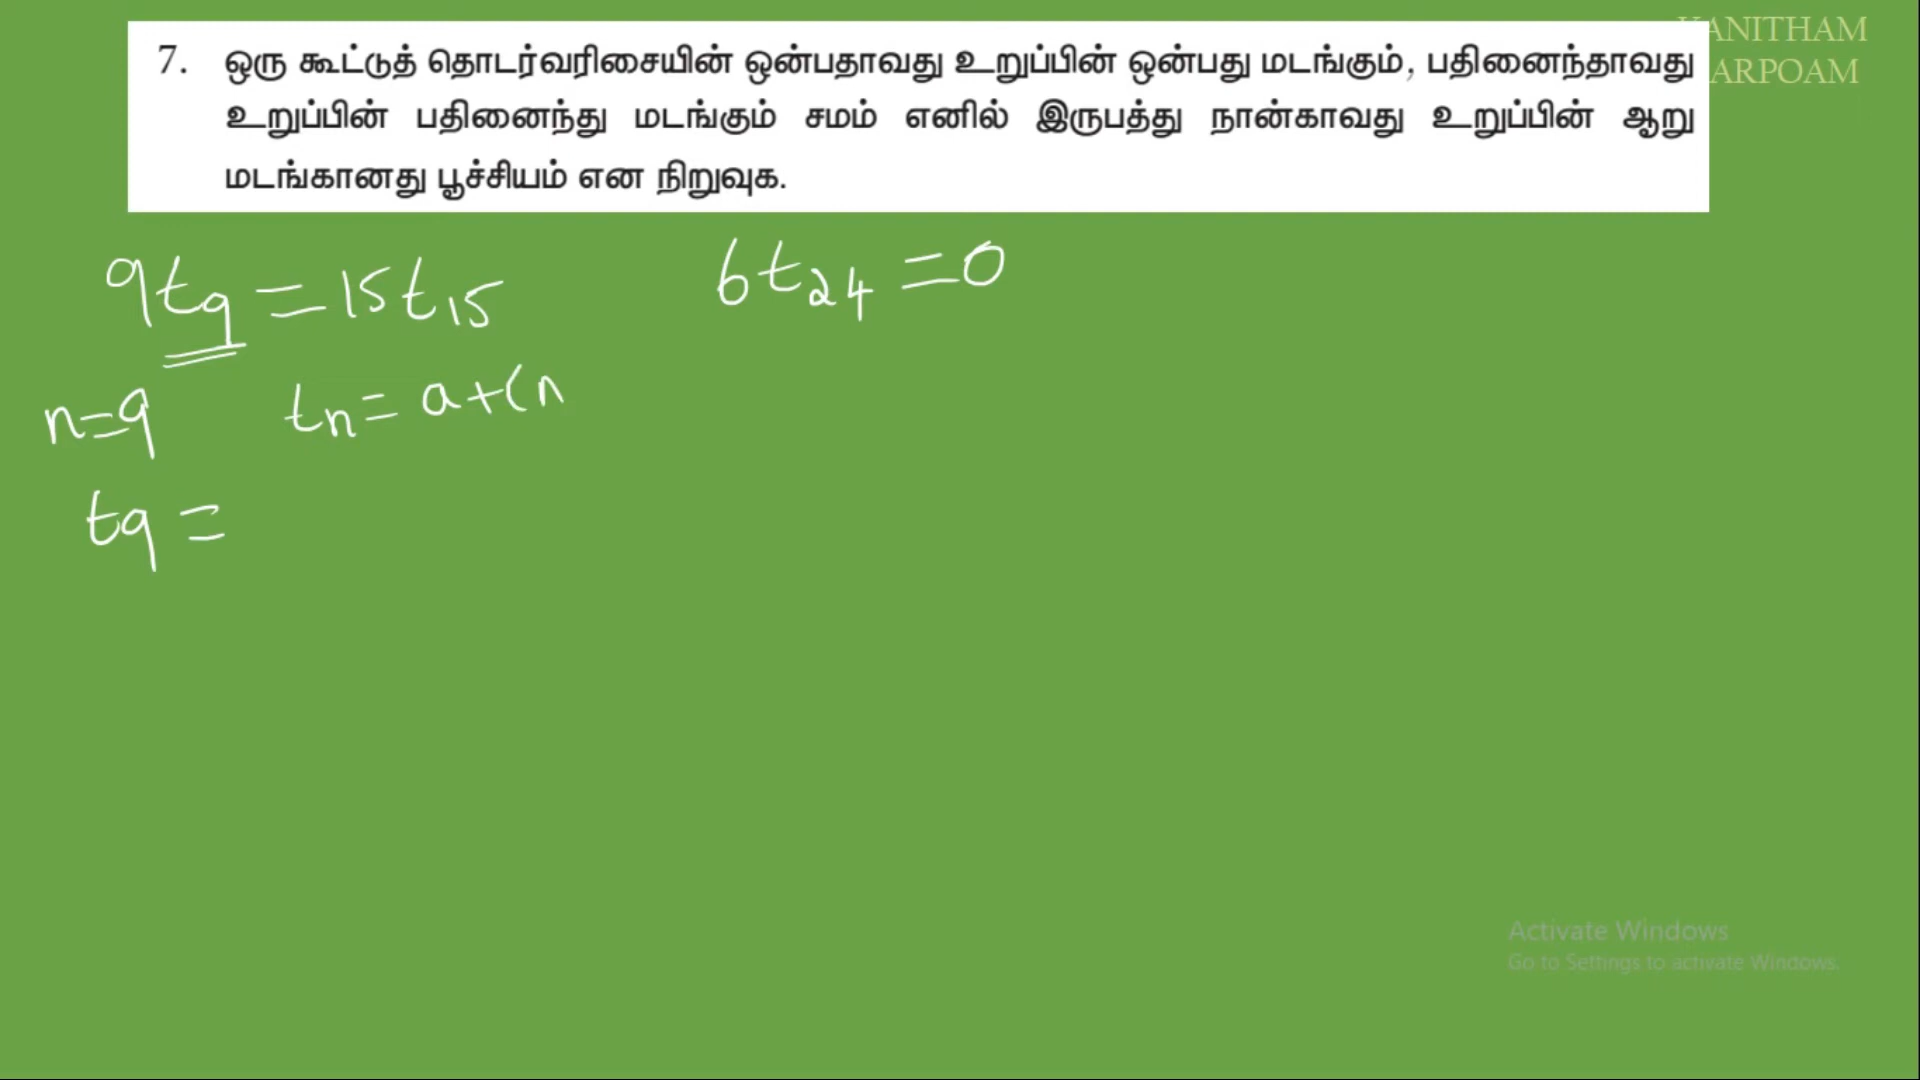 KANITHAM
KARPOAM
7. ஒரு கூட்டுத் தொடர்வரிசையின் ஒன்பதாவது உறுப்பின் ஒன்பது மடங்கும், பதினைந்தாவது
உறுப்பின் பதினைந்து மடங்கும் சமம் எனில் இருபத்து நான்காவது உறுப்பின் ஆறு
மடங்கானது பூச்சியம் என நிறுவுக.
9t₉ = 15t₁₅
6t₂₄ = 0
n=9
tₙ = a+(n
t₉ =
Activate Windows
Go to Settings to activate Windows.